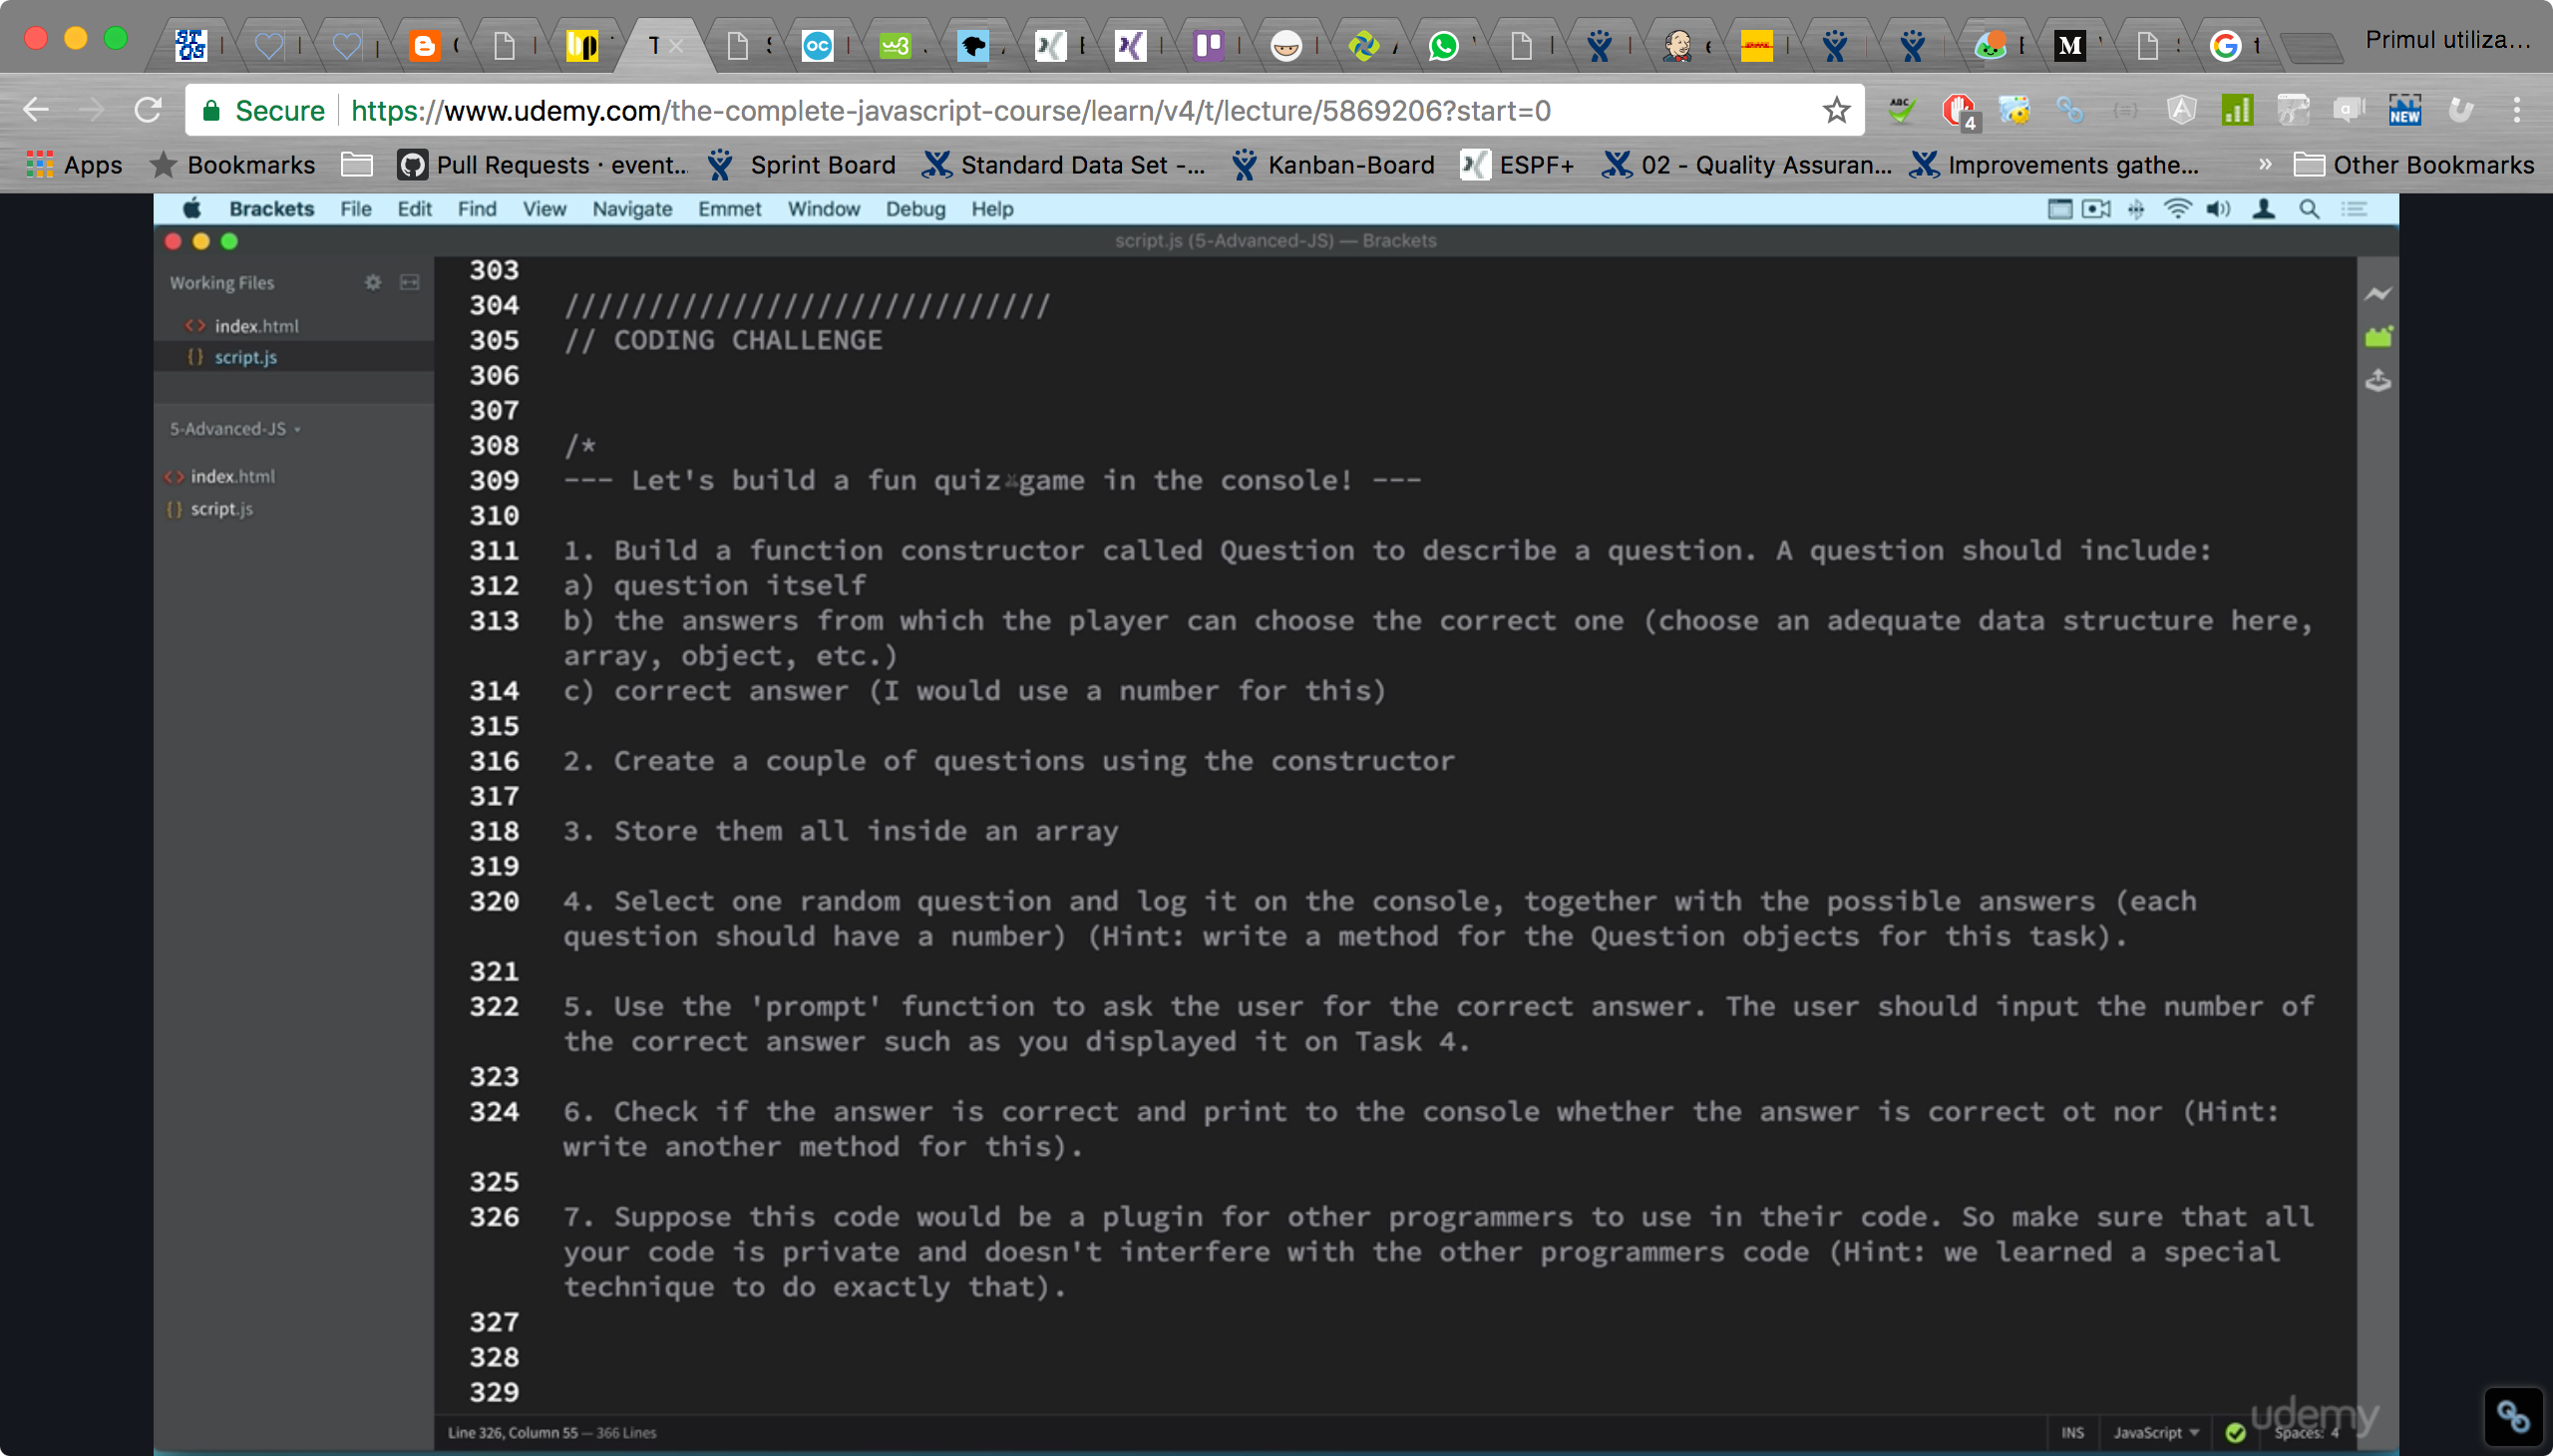 T
Primul utiliza...
Secure
https://www.udemy.com/the-complete-javascript-course/learn/v4/t/lecture/5869206?start=0
ABC
4
NEW
Apps
Bookmarks
Pull Requests · event...
Sprint Board
Standard Data Set -...
Kanban-Board
ESPF+
02 - Quality Assuran...
Improvements gathe...
»
Other Bookmarks
Brackets File Edit Find View Navigate Emmet Window Debug Help
script.js (5-Advanced-JS) — Brackets
Working Files
index.html
script.js
5-Advanced-JS
index.html
script.js
303
304 /////////////////////////////
305 // CODING CHALLENGE
306
307
308 /*
309 --- Let's build a fun quiz game in the console! ---
310
311 1. Build a function constructor called Question to describe a question. A question should include:
312 a) question itself
313 b) the answers from which the player can choose the correct one (choose an adequate data structure here,
array, object, etc.)
314 c) correct answer (I would use a number for this)
315
316 2. Create a couple of questions using the constructor
317
318 3. Store them all inside an array
319
320 4. Select one random question and log it on the console, together with the possible answers (each
question should have a number) (Hint: write a method for the Question objects for this task).
321
322 5. Use the 'prompt' function to ask the user for the correct answer. The user should input the number of
the correct answer such as you displayed it on Task 4.
323
324 6. Check if the answer is correct and print to the console whether the answer is correct ot nor (Hint:
write another method for this).
325
326 7. Suppose this code would be a plugin for other programmers to use in their code. So make sure that all
your code is private and doesn't interfere with the other programmers code (Hint: we learned a special
technique to do exactly that).
327
328
329
Line 326, Column 55 — 366 Lines
INS
JavaScript
Spaces: 4
udemy